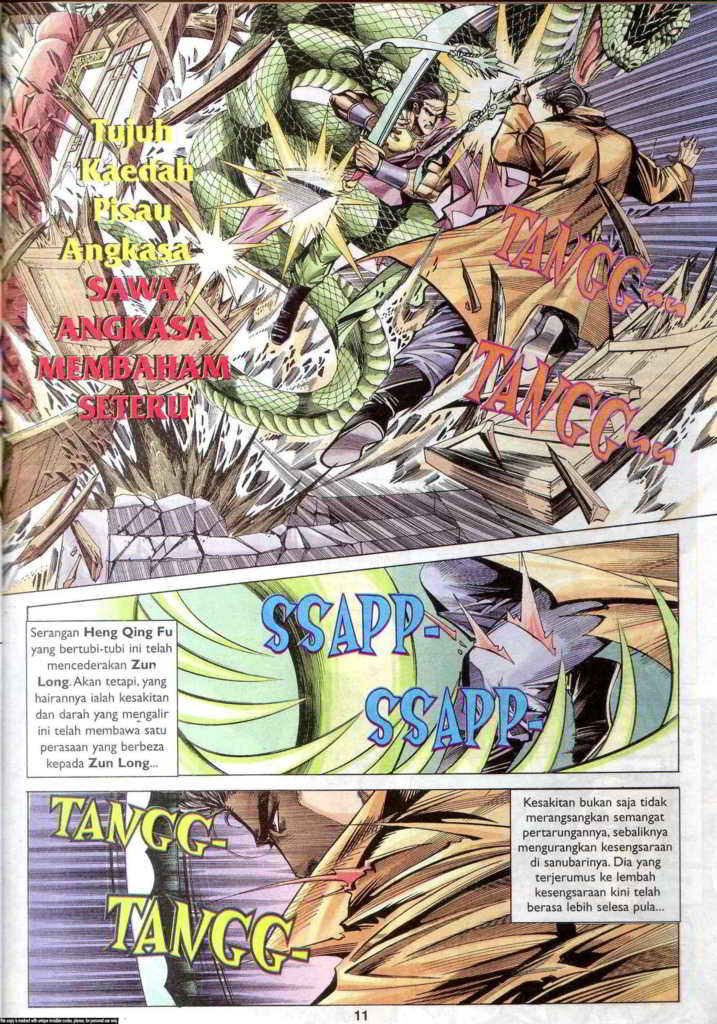 Tujuh
Kaedah
Pisau
Angkasa
SAWA
ANGKASA
MEMBAHAM
SETERU
TANGG~~
TANGG~~
SSAPP-
SSAPP-
Serangan Heng Qing Fu
yang bertubi-tubi ini telah
mencederakan Zun
Long. Akan tetapi, yang
hairannya ialah kesakitan
dan darah yang mengalir
ini telah membawa satu
perasaan yang berbeza
kepada Zun Long...
TANGG-
TANGG-
Kesakitan bukan saja tidak
merangsangkan semangat
pertarungannya, sebaliknya
mengurangkan kesengsaraan
di sanubarinya. Dia yang
terjerumus ke lembah
kesengsaraan kini telah
berasa lebih selesa pula...
11